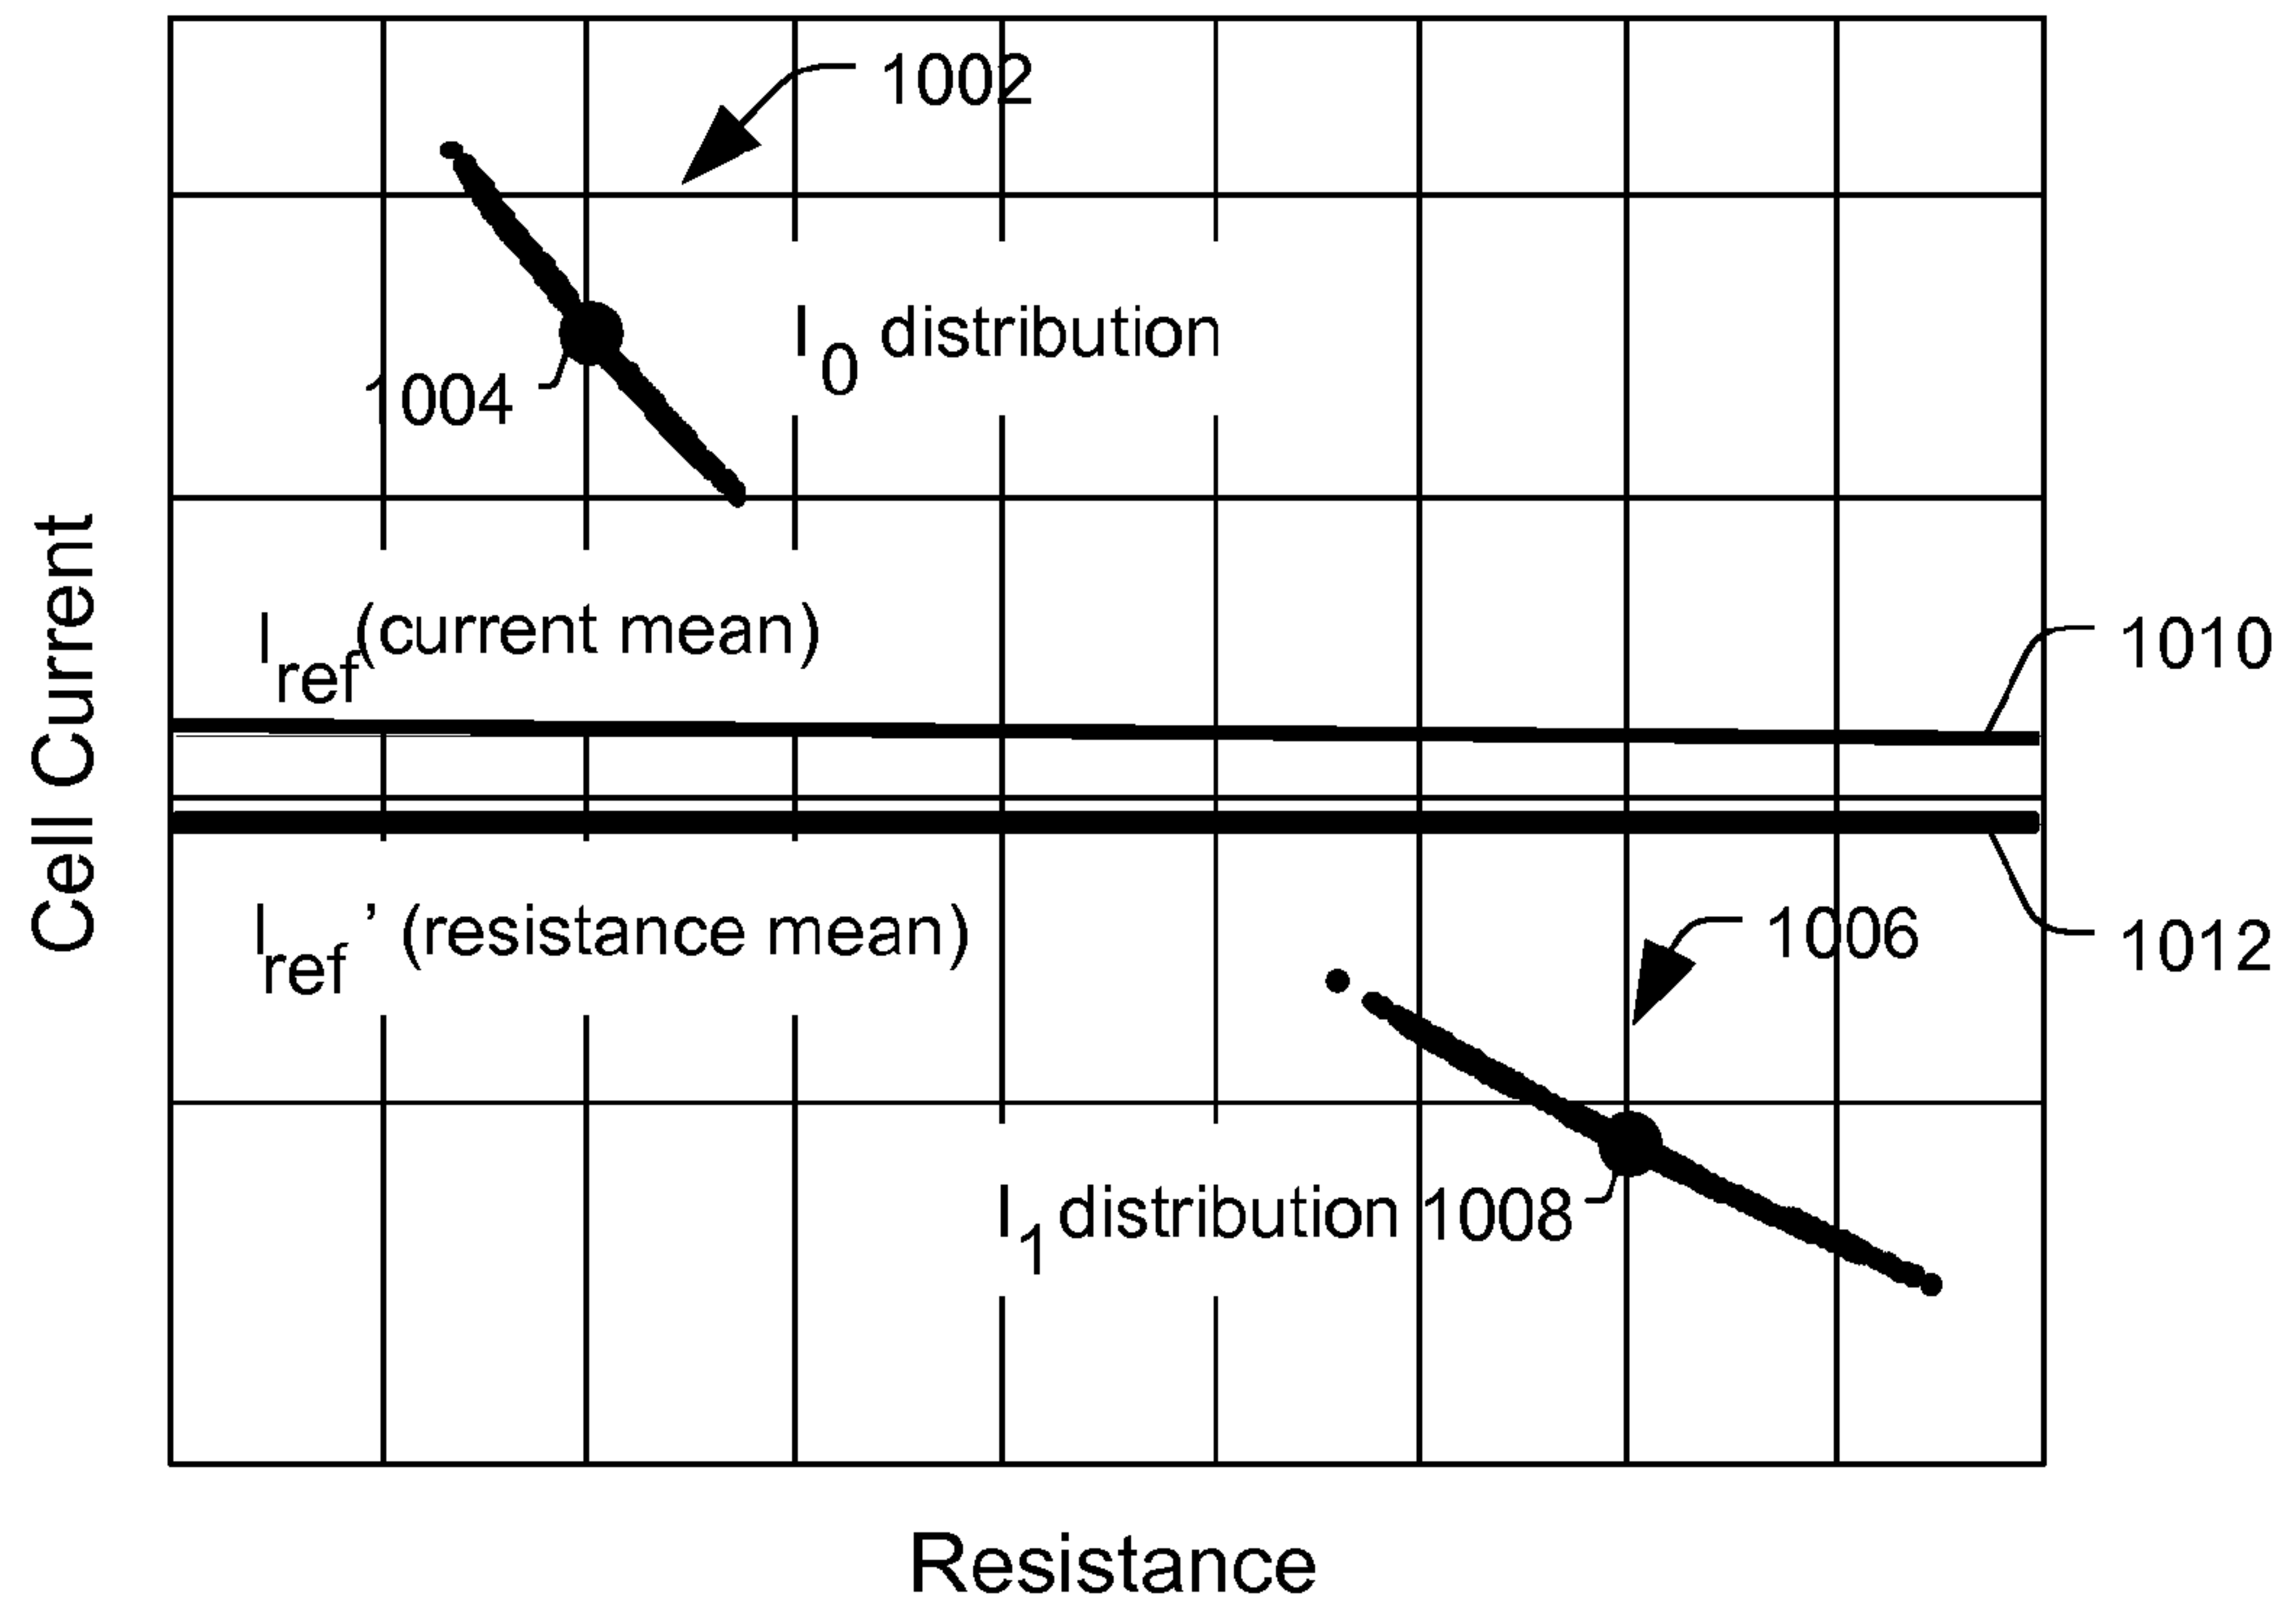 1002
I0 distribution
1004
Iref (current mean)
1010
Cell Current
Iref’ (resistance mean)
1006
1012
I1 distribution 1008
Resistance